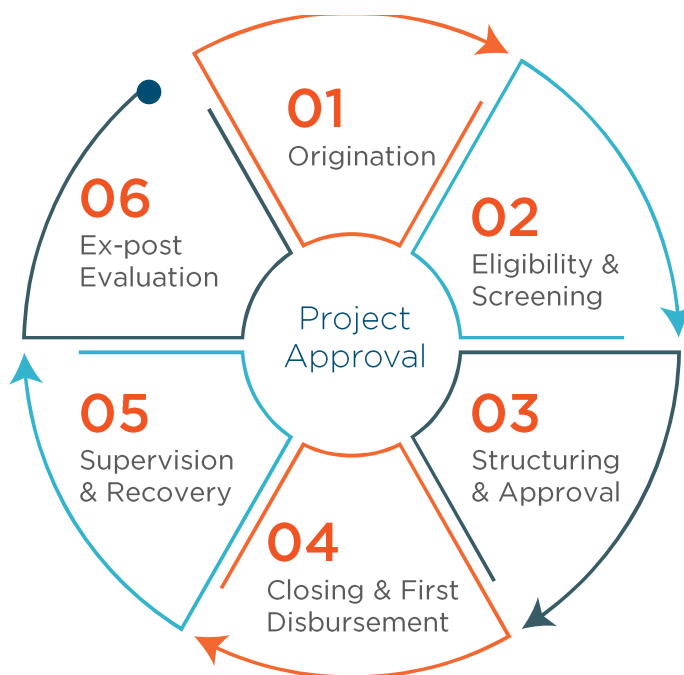 01
Origination
02
Eligibility &
Screening
03
Structuring
& Approval
04
Closing & First
Disbursement
05
Supervision
& Recovery
06
Ex-post
Evaluation
Project
Approval